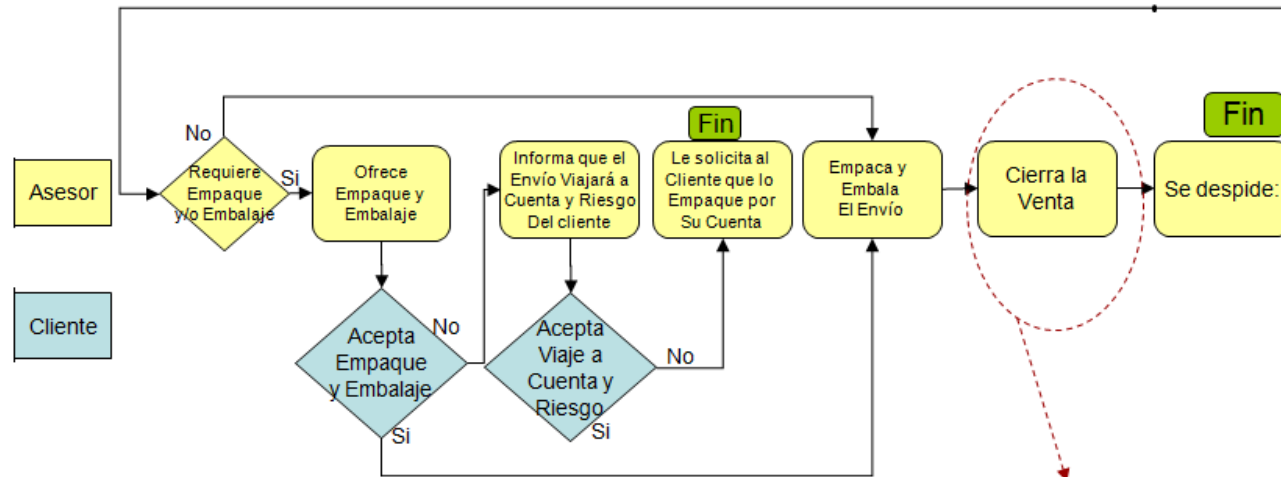 Fin
Fin
No
Asesor
Requiere
Empaque
y/o Embalaje
Si
Ofrece
Empaque y
Embalaje
Informa que el
Envío Viajará a
Cuenta y Riesgo
Del cliente
Le solicita al
Cliente que lo
Empaque por
Su Cuenta
Empaca y
Embala
El Envío
Cierra la
Venta
Se despide:
Cliente
Acepta
Empaque
y Embalaje
No
Si
Acepta
Viaje a
Cuenta y
Riesgo
No
Si